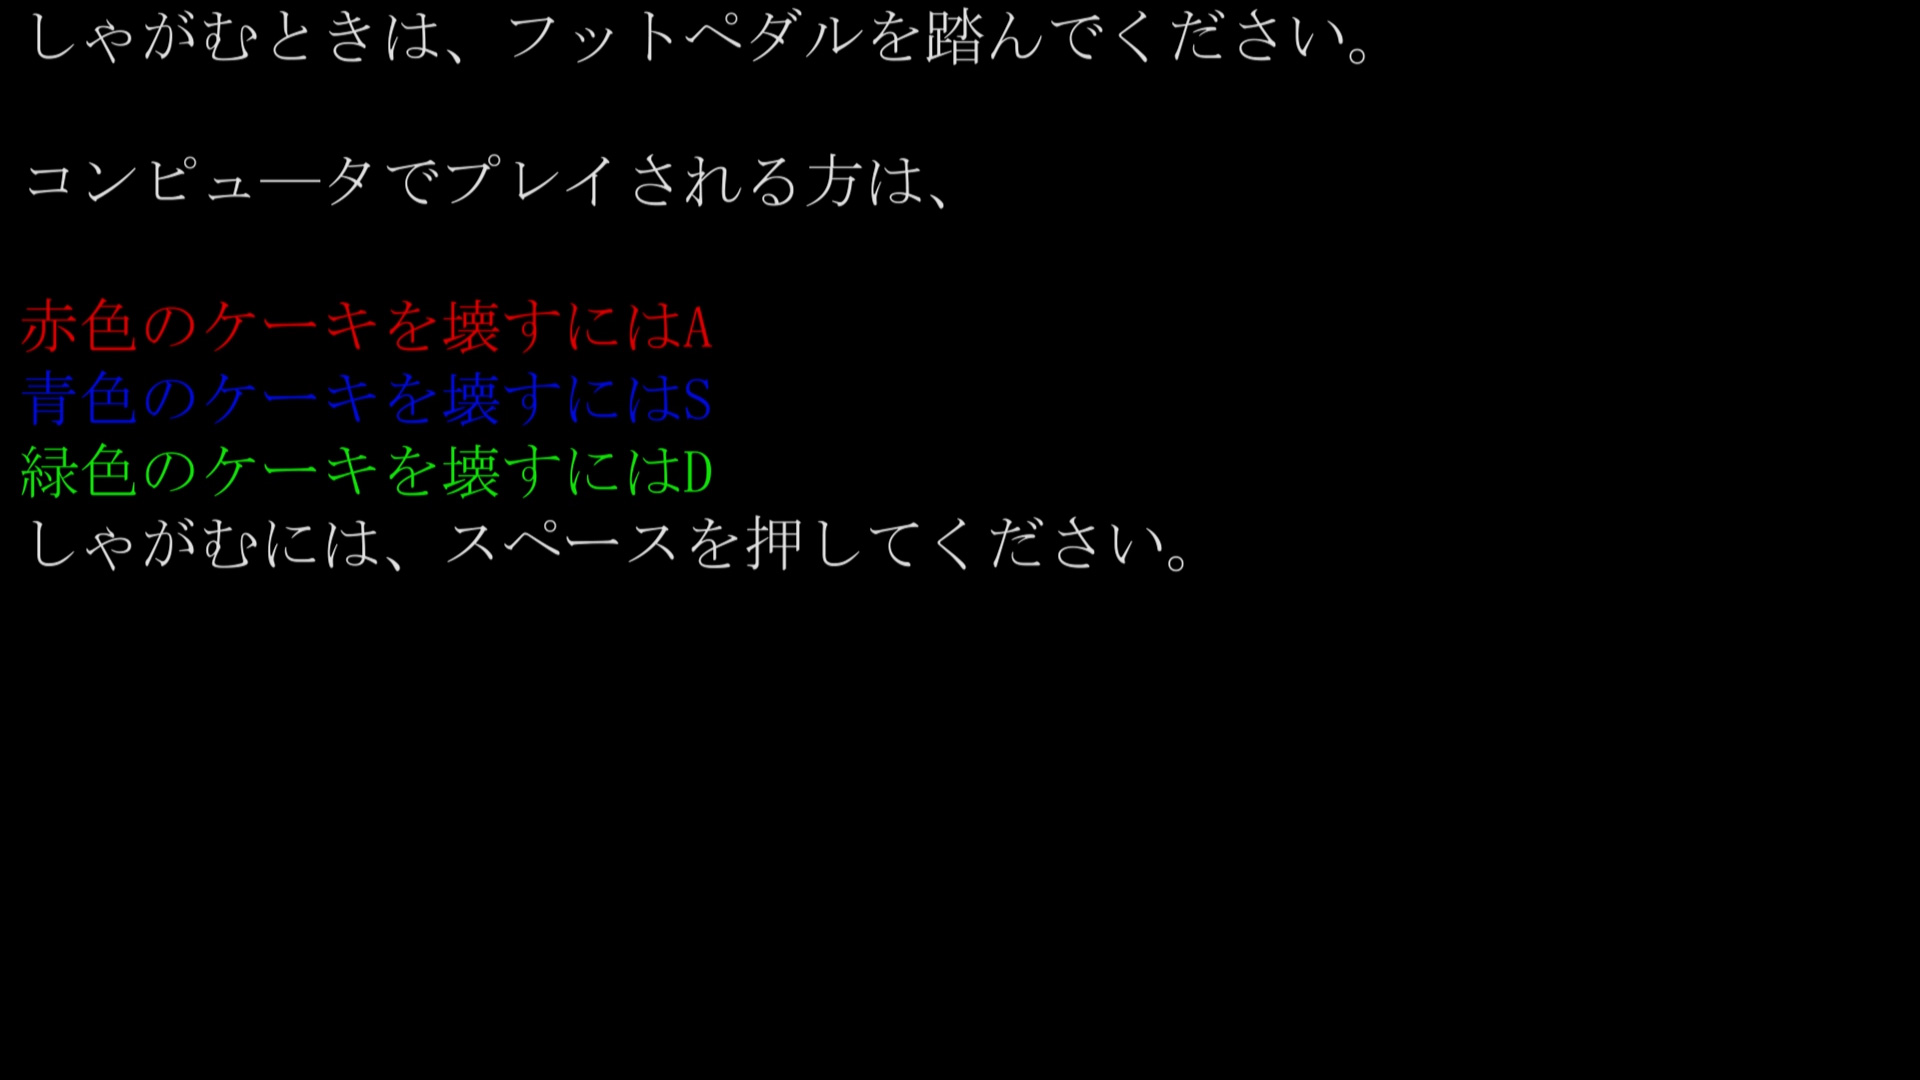 しゃがむときは、フットペダルを踏んでください。
コンピュ―タでプレイされる方は、
赤色のケーキを壊すにはA
青色のケーキを壊すにはS
緑色のケーキを壊すにはD
しゃがむには、スペースを押してください。